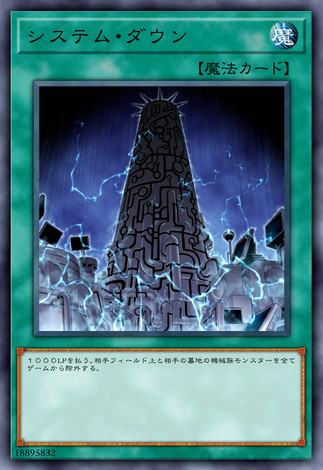 システム・ダウン
魔
【魔法カード】
１０００LPを払う。相手フィールド上と相手の墓地の機械族モンスターを全て
ゲームから除外する。
18895832